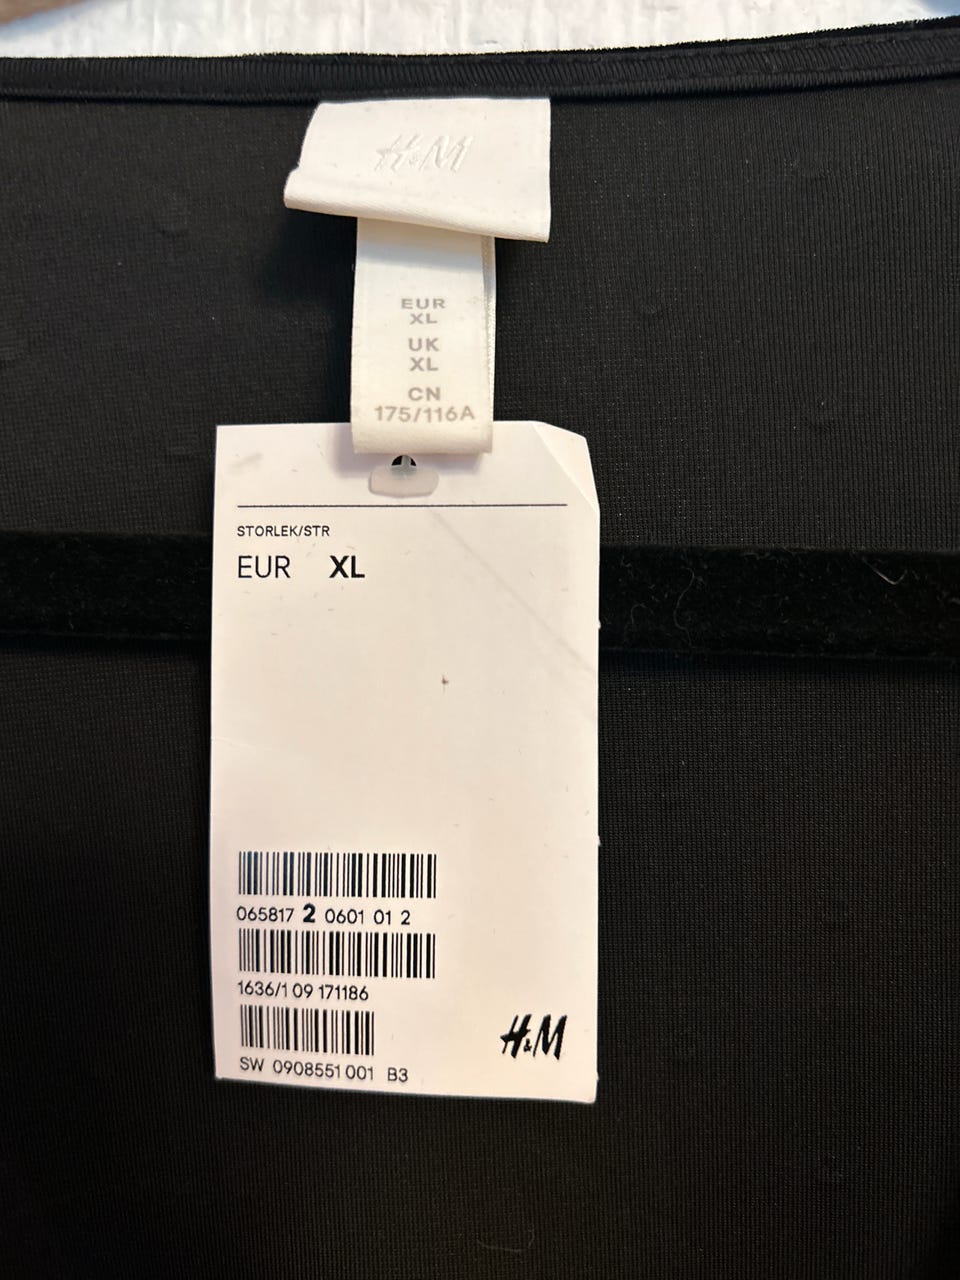 H&M
EUR
XL
UK
XL
CN
175/116A
STORLEK/STR
EUR XL
065817 2 0601 01 2
1636/1 09 171186
H&M
SW 0908551 001 B3